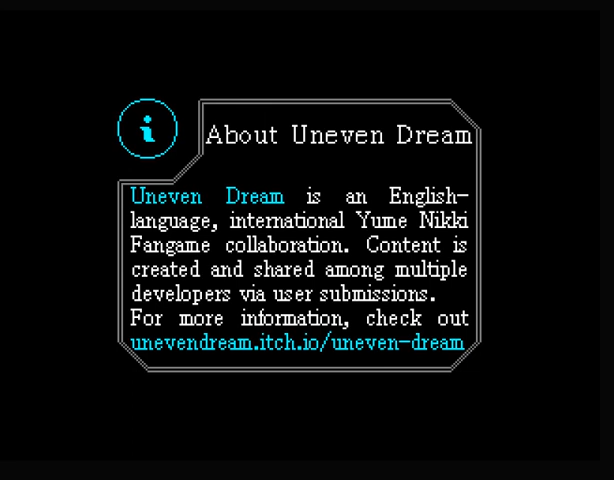 About Uneven Dream
Uneven Dream is an English-
language, international Yume Nikki
Fangame collaboration. Content is
created and shared among multiple
developers via user submissions.
For more information, check out
unevendream.itch.io/uneven-dream